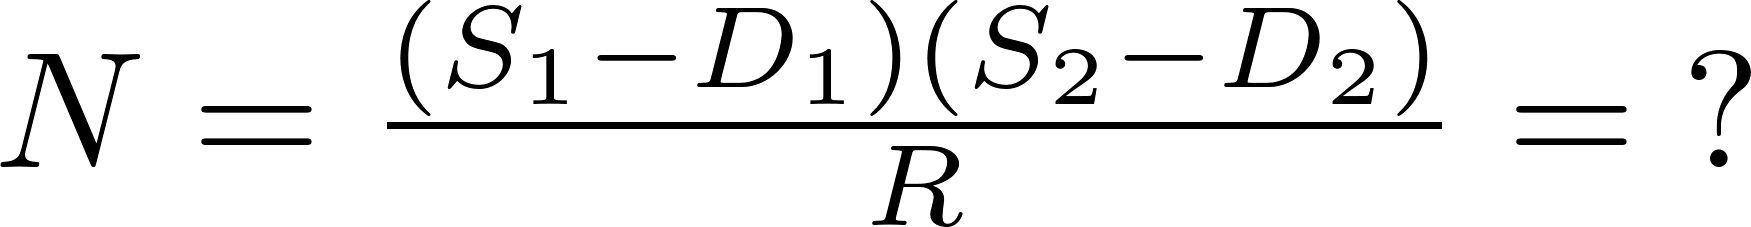 N = (S₁−D₁)(S₂−D₂) / R = ?